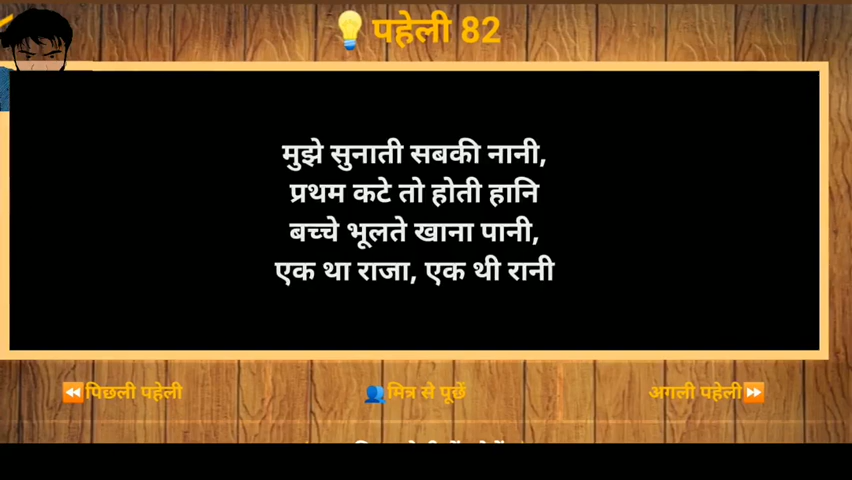 पहेली 82
मुझे सुनाती सबकी नानी,
प्रथम कटे तो होती हानि
बच्चे भूलते खाना पानी,
एक था राजा, एक थी रानी
⏪पिछली पहेली 👥मित्र से पूछें अगली पहेली⏩